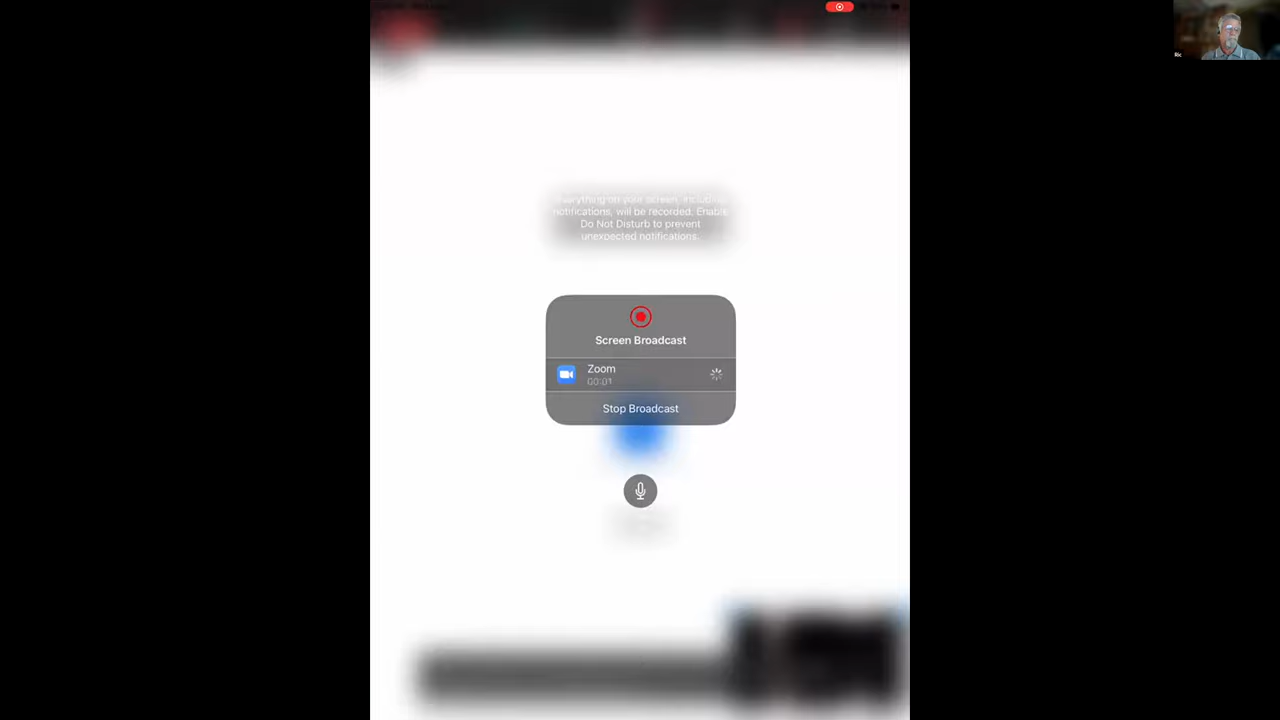 everything on your screen, including
notifications, will be recorded. Enable
Do Not Disturb to prevent
unexpected notifications.
Screen Broadcast
Zoom
00:01
Stop Broadcast
Ric